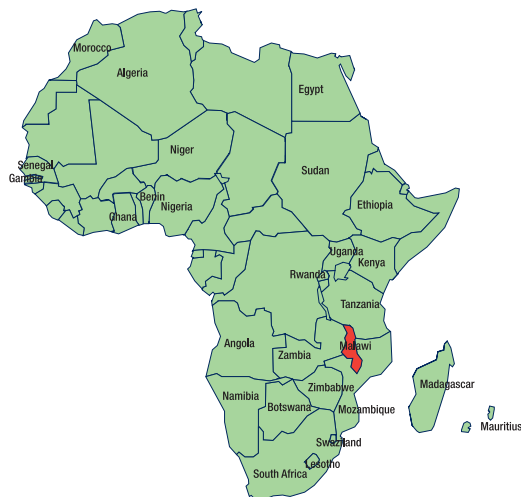 Morocco
Algeria
Egypt
Niger
Senegal
Sudan
Gambia
Benin
Ethiopia
Ghana
Nigeria
Uganda
Kenya
Rwanda
Tanzania
Angola
Malawi
Zambia
Madagascar
Zimbabwe
Namibia
Botswana
Mozambique
Mauritius
Swaziland
Lesotho
South Africa